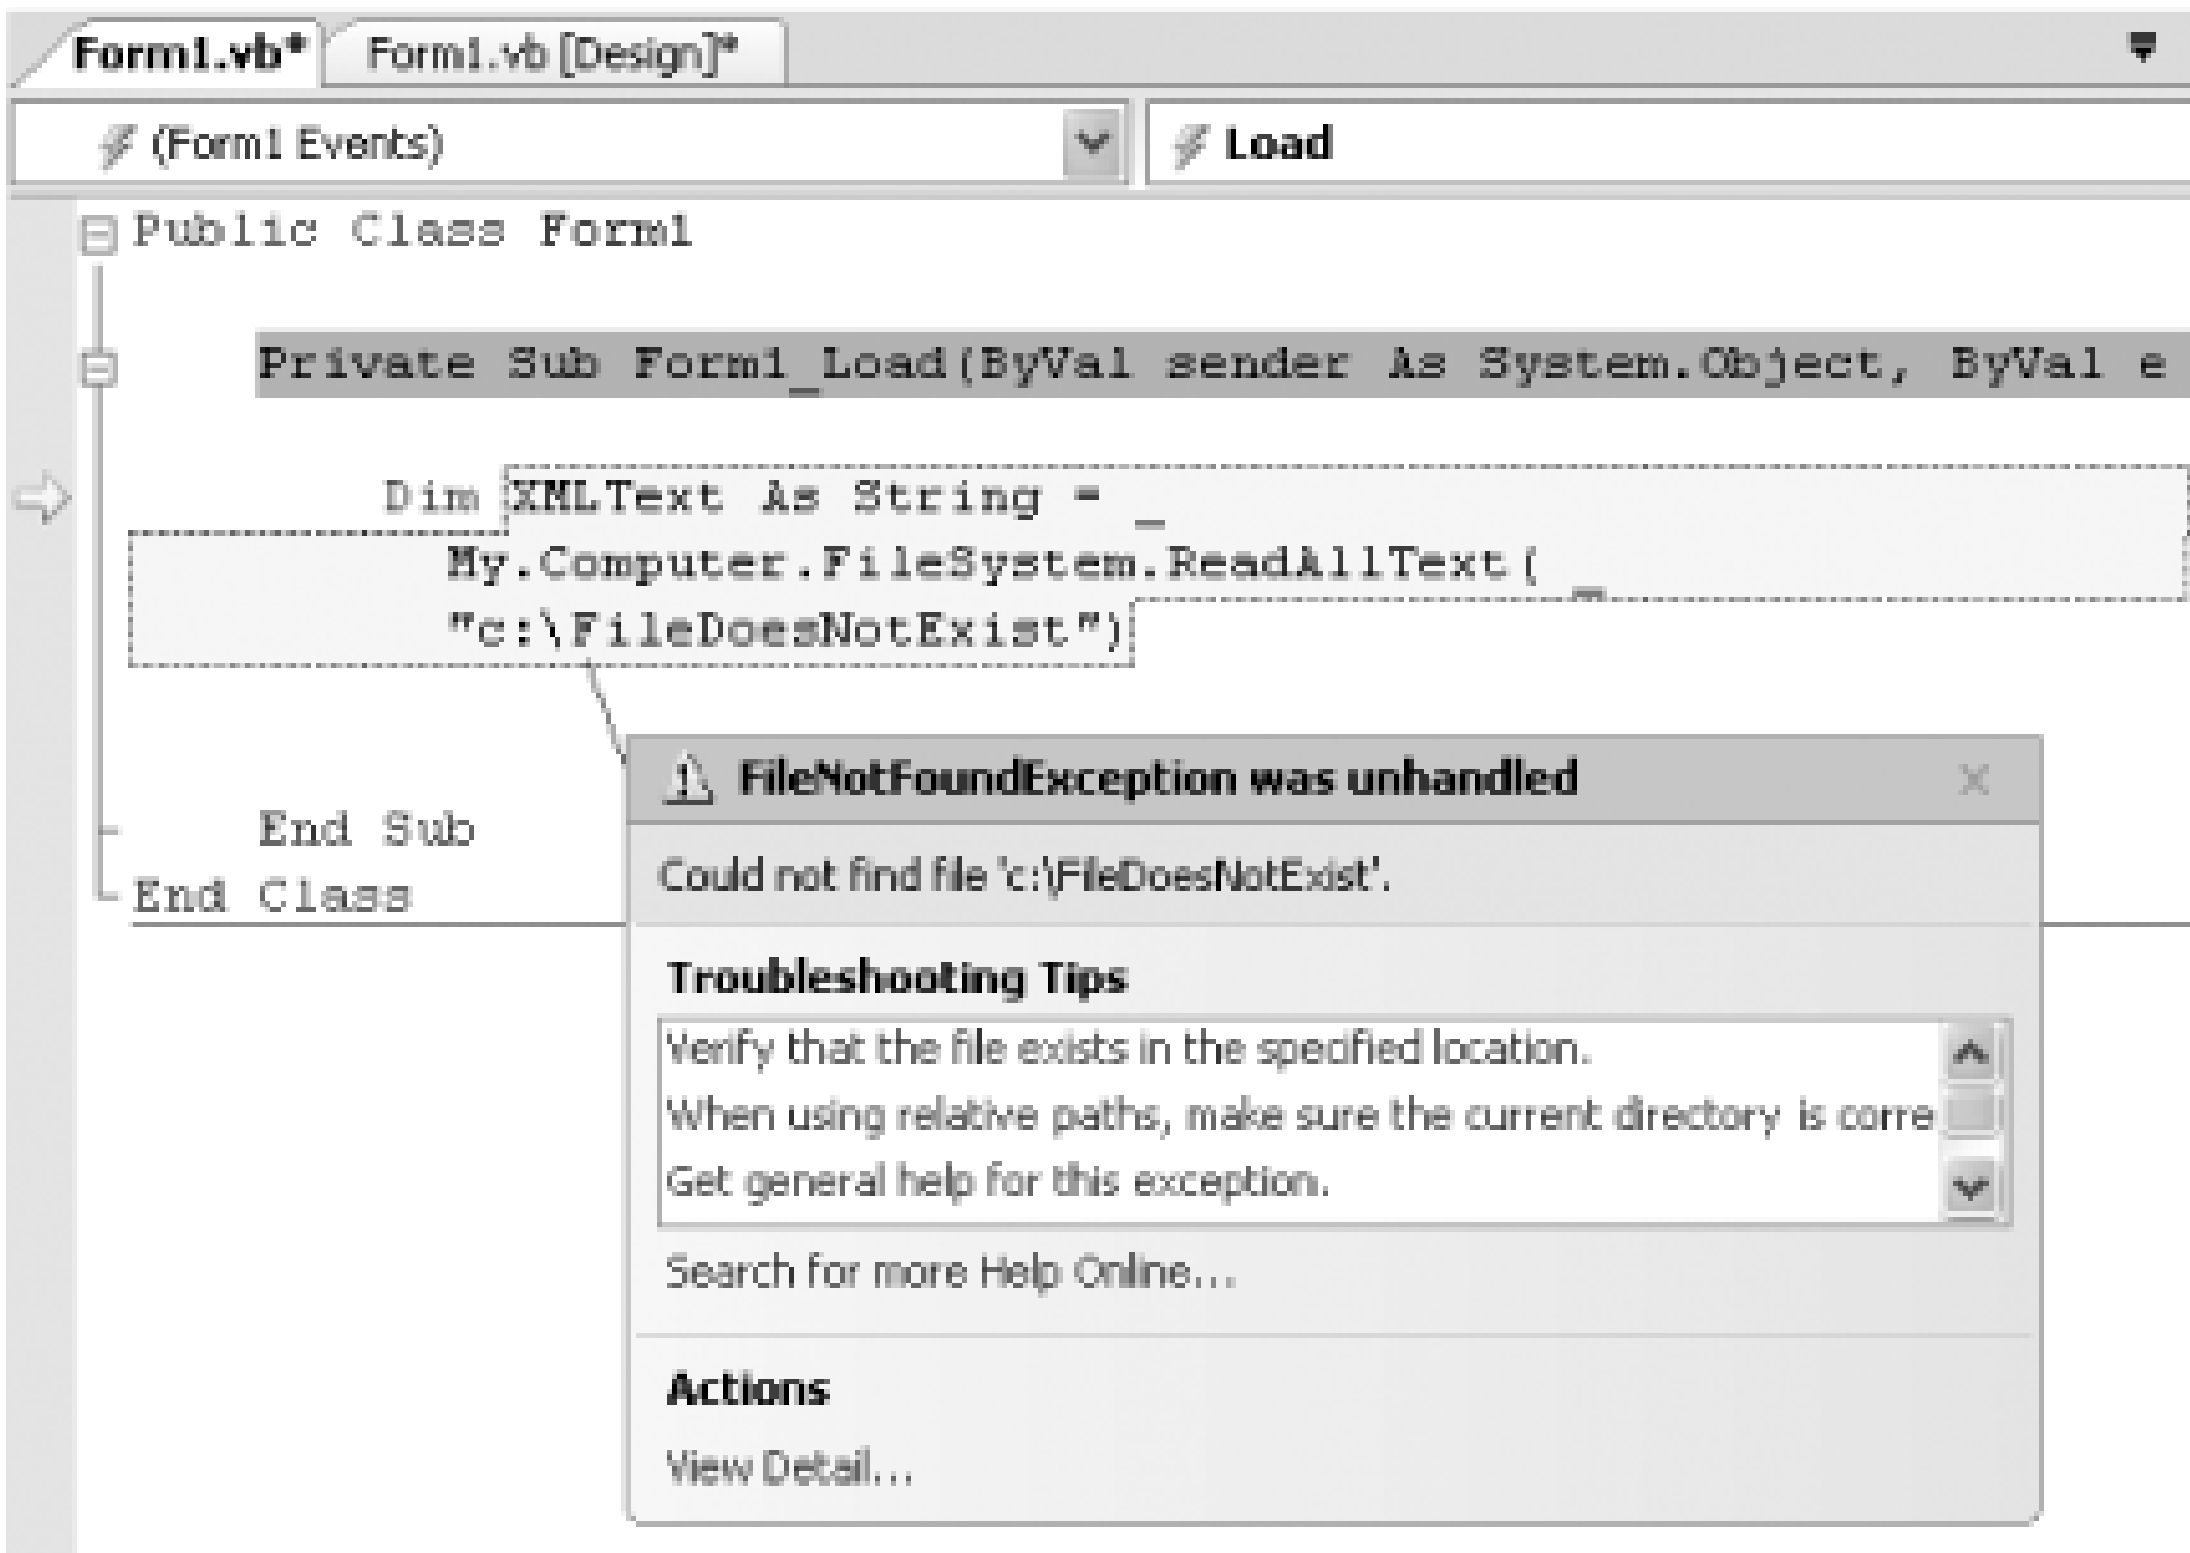 Form1.vb* Form1.vb [Design]*
(Form1 Events) Load
Public Class Form1
Private Sub Form1_Load(ByVal sender As System.Object, ByVal e
Dim XMLText As String = _
My.Computer.FileSystem.ReadAllText( _
"c:\FileDoesNotExist")
End Sub
End Class
FileNotFoundException was unhandled
Could not find file 'c:\FileDoesNotExist'.
Troubleshooting Tips
Verify that the file exists in the specified location.
When using relative paths, make sure the current directory is corre
Get general help for this exception.
Search for more Help Online...
Actions
View Detail...